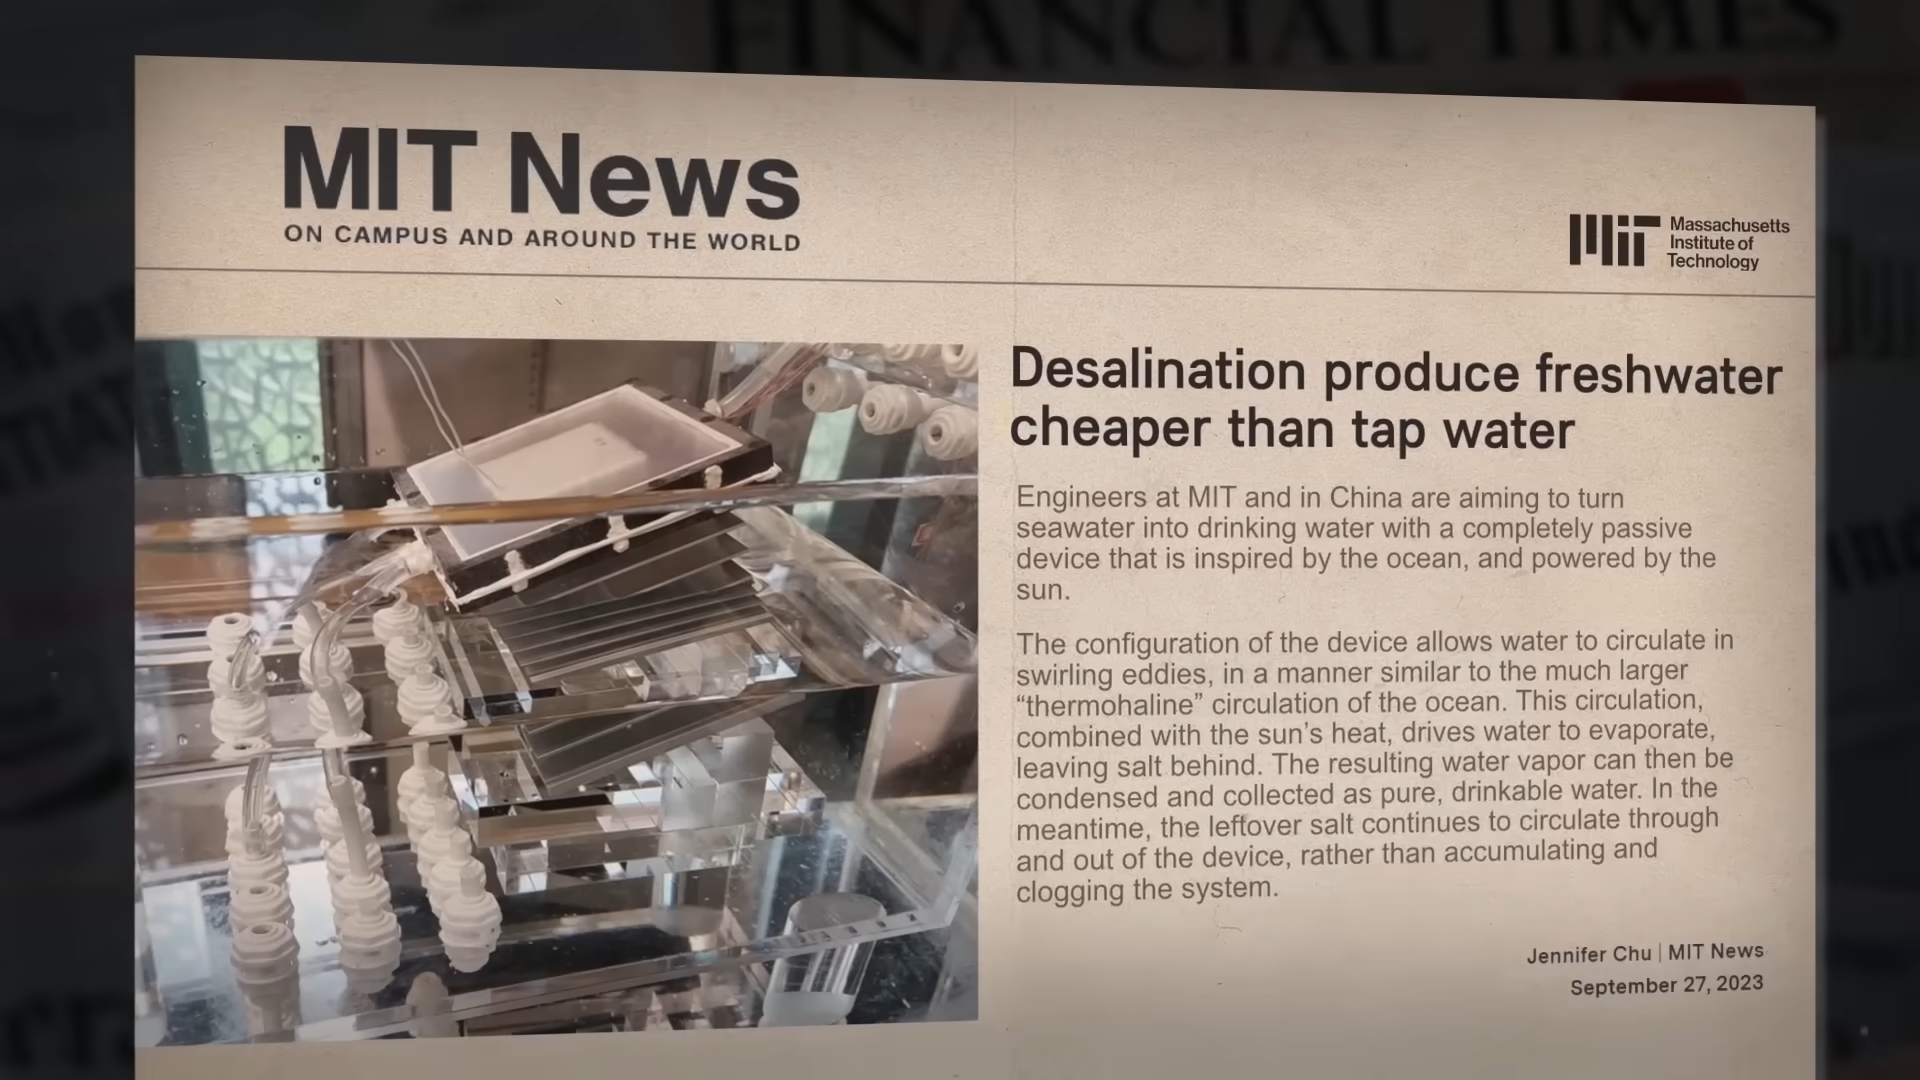 FINANCIAL TIMES
MIT News
ON CAMPUS AND AROUND THE WORLD
Massachusetts
Institute of
Technology
Desalination produce freshwater
cheaper than tap water
Engineers at MIT and in China are aiming to turn
seawater into drinking water with a completely passive
device that is inspired by the ocean, and powered by the
sun.
The configuration of the device allows water to circulate in
swirling eddies, in a manner similar to the much larger
“thermohaline” circulation of the ocean. This circulation,
combined with the sun’s heat, drives water to evaporate,
leaving salt behind. The resulting water vapor can then be
condensed and collected as pure, drinkable water. In the
meantime, the leftover salt continues to circulate through
and out of the device, rather than accumulating and
clogging the system.
Jennifer Chu | MIT News
September 27, 2023